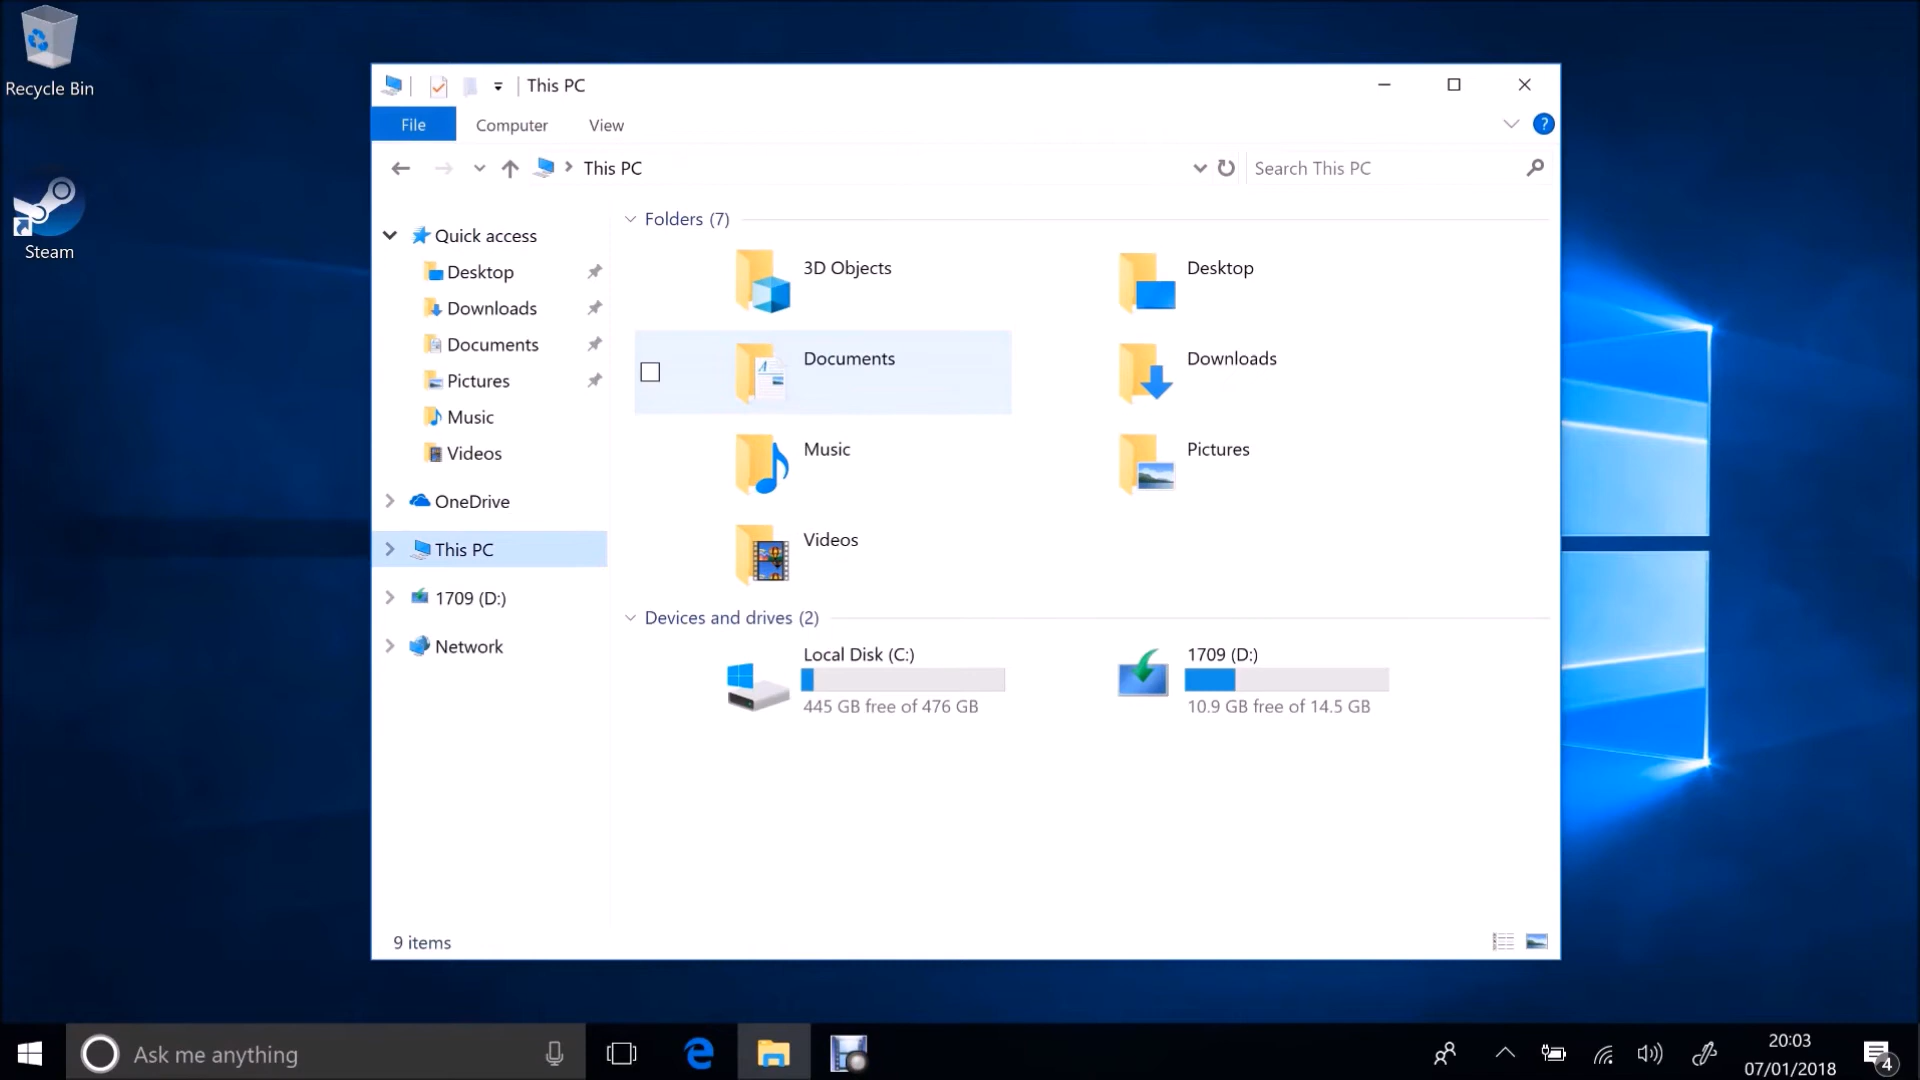 Recycle Bin
Steam
This PC
File
Computer
View
?
This PC
Search This PC
Quick access
Desktop
Downloads
Documents
Pictures
Music
Videos
OneDrive
This PC
1709 (D:)
Network
Folders (7)
3D Objects
Desktop
Documents
Downloads
Music
Pictures
Videos
Devices and drives (2)
Local Disk (C:)
445 GB free of 476 GB
1709 (D:)
10.9 GB free of 14.5 GB
9 items
Ask me anything
20:03
07/01/2018
4